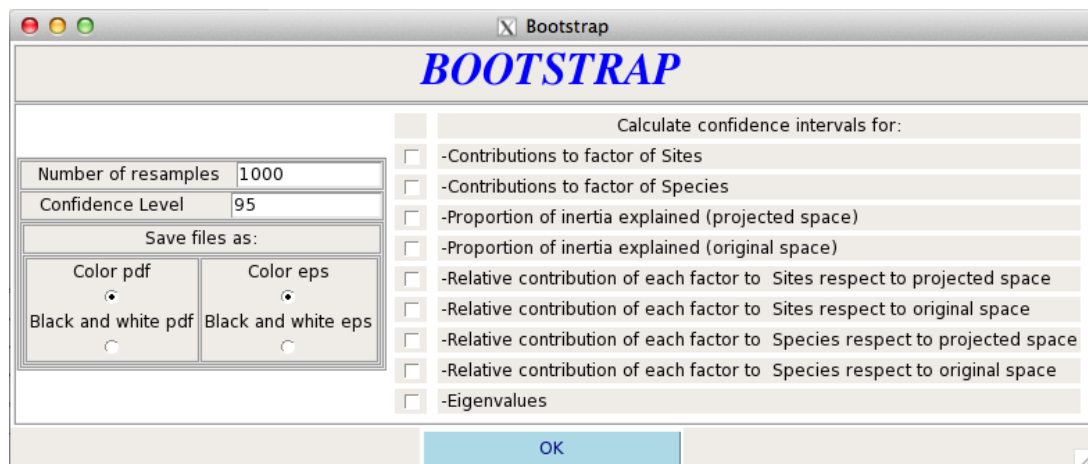 Bootstrap
BOOTSTRAP
Number of resamples 1000
Confidence Level 95
Save files as:
Color pdf Color eps
Black and white pdf Black and white eps
Calculate confidence intervals for:
-Contributions to factor of Sites
-Contributions to factor of Species
-Proportion of inertia explained (projected space)
-Proportion of inertia explained (original space)
-Relative contribution of each factor to Sites respect to projected space
-Relative contribution of each factor to Sites respect to original space
-Relative contribution of each factor to Species respect to projected space
-Relative contribution of each factor to Species respect to original space
-Eigenvalues
OK